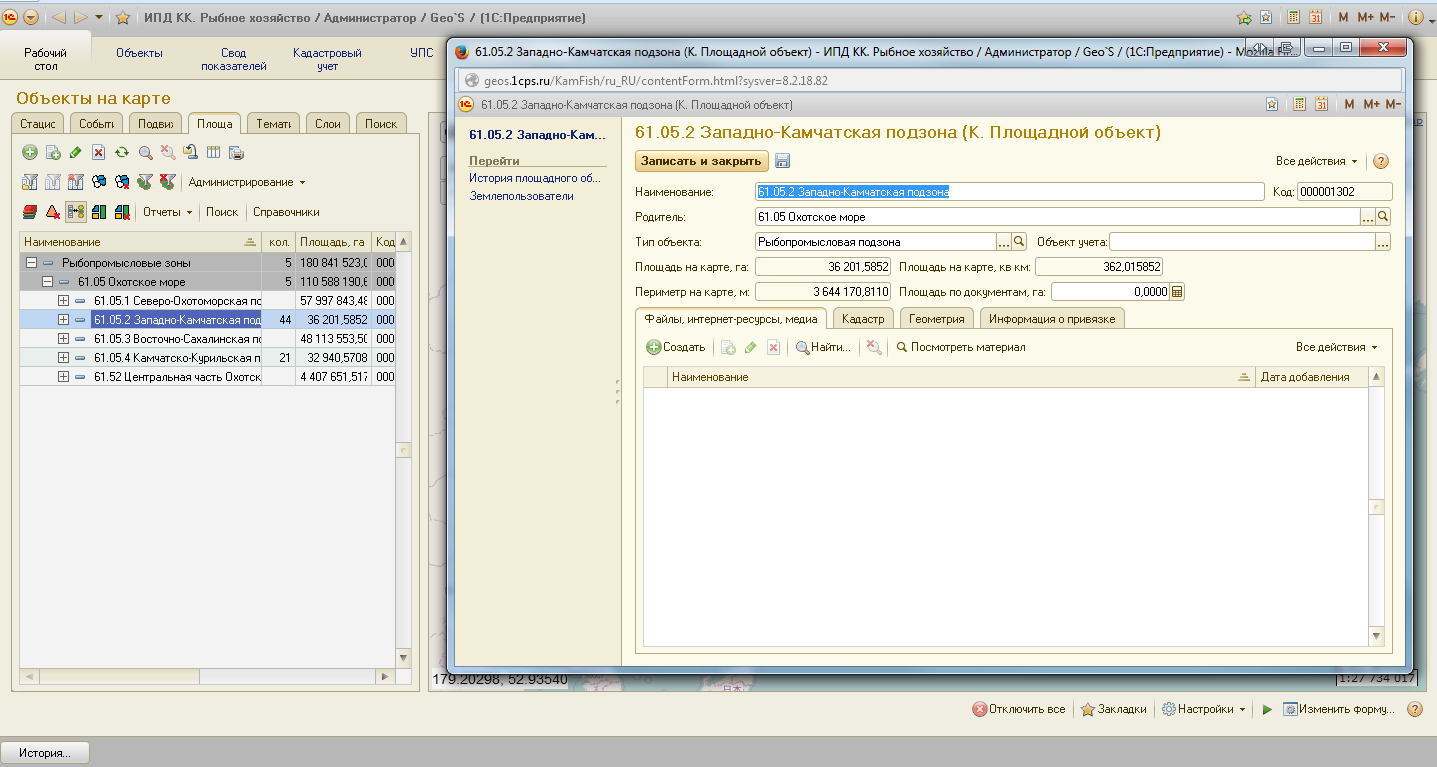 ИПД КК. Рыбное хозяйство / Администратор / Geo`S / (1С:Предприятие)
M M+ M-
Рабочий стол
Объекты
Свод показателей
Кадастровый учет
УПС
Объекты на карте
Стацис
Событи
Подвиж
Площа
Темати
Слои
Поиск
Администрирование
Отчеты
Поиск
Справочники
Наименование кол. Площадь, га Код
Рыбопромысловые зоны 5 180 841 523,0 000
61.05 Охотское море 5 110 588 190,8 000
61.05.1 Северо-Охотоморская по 57 997 843,48 000
61.05.2 Западно-Камчатская под 44 36 201,5852 000
61.05.3 Восточно-Сахалинская по 48 113 553,50 000
61.05.4 Камчатско-Курильская п 21 32 940,5708 000
61.52 Центральная часть Охотск 4 407 651,517 000
61.05.2 Западно-Камчатская подзона (К. Площадной объект) - ИПД КК. Рыбное хозяйство / Администратор / Geo`S / (1С:Предприятие) -
geos.1cps.ru/KamFish/ru_RU/contentForm.html?sysver=8.2.18.82
61.05.2 Западно-Камчатская подзона (К. Площадной объект)
M M+ M-
61.05.2 Западно-Кам...
Перейти
История площадного об...
Землепользователи
61.05.2 Западно-Камчатская подзона (К. Площадной объект)
Записать и закрыть
Все действия
Наименование: 61.05.2 Западно-Камчатская подзона Код: 000001302
Родитель: 61.05 Охотское море
Тип объекта: Рыбопромысловая подзона Объект учета:
Площадь на карте, га: 36 201,5852 Площадь на карте, кв км: 362,015852
Периметр на карте, м: 3 644 170,8110 Площадь по документам, га: 0,0000
Файлы, интернет-ресурсы, медиа
Кадастр
Геометрия
Информация о привязке
Создать
Найти...
Посмотреть материал
Все действия
Наименование Дата добавления
179.20298, 52.93540
日本
1:27 734 017
Отключить все
Закладки
Настройки
Изменить форму...
История...